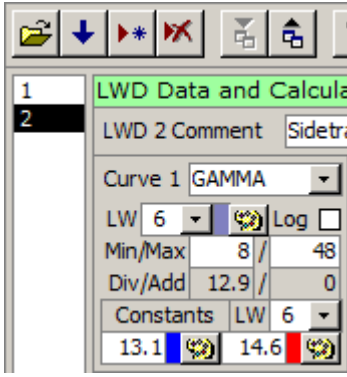 1
2
LWD Data and Calcula
LWD 2 Comment Sidetra
Curve 1 GAMMA
LW 6 Log
Min/Max 8 / 48
Div/Add 12.9 / 0
Constants LW 6
13.1 14.6